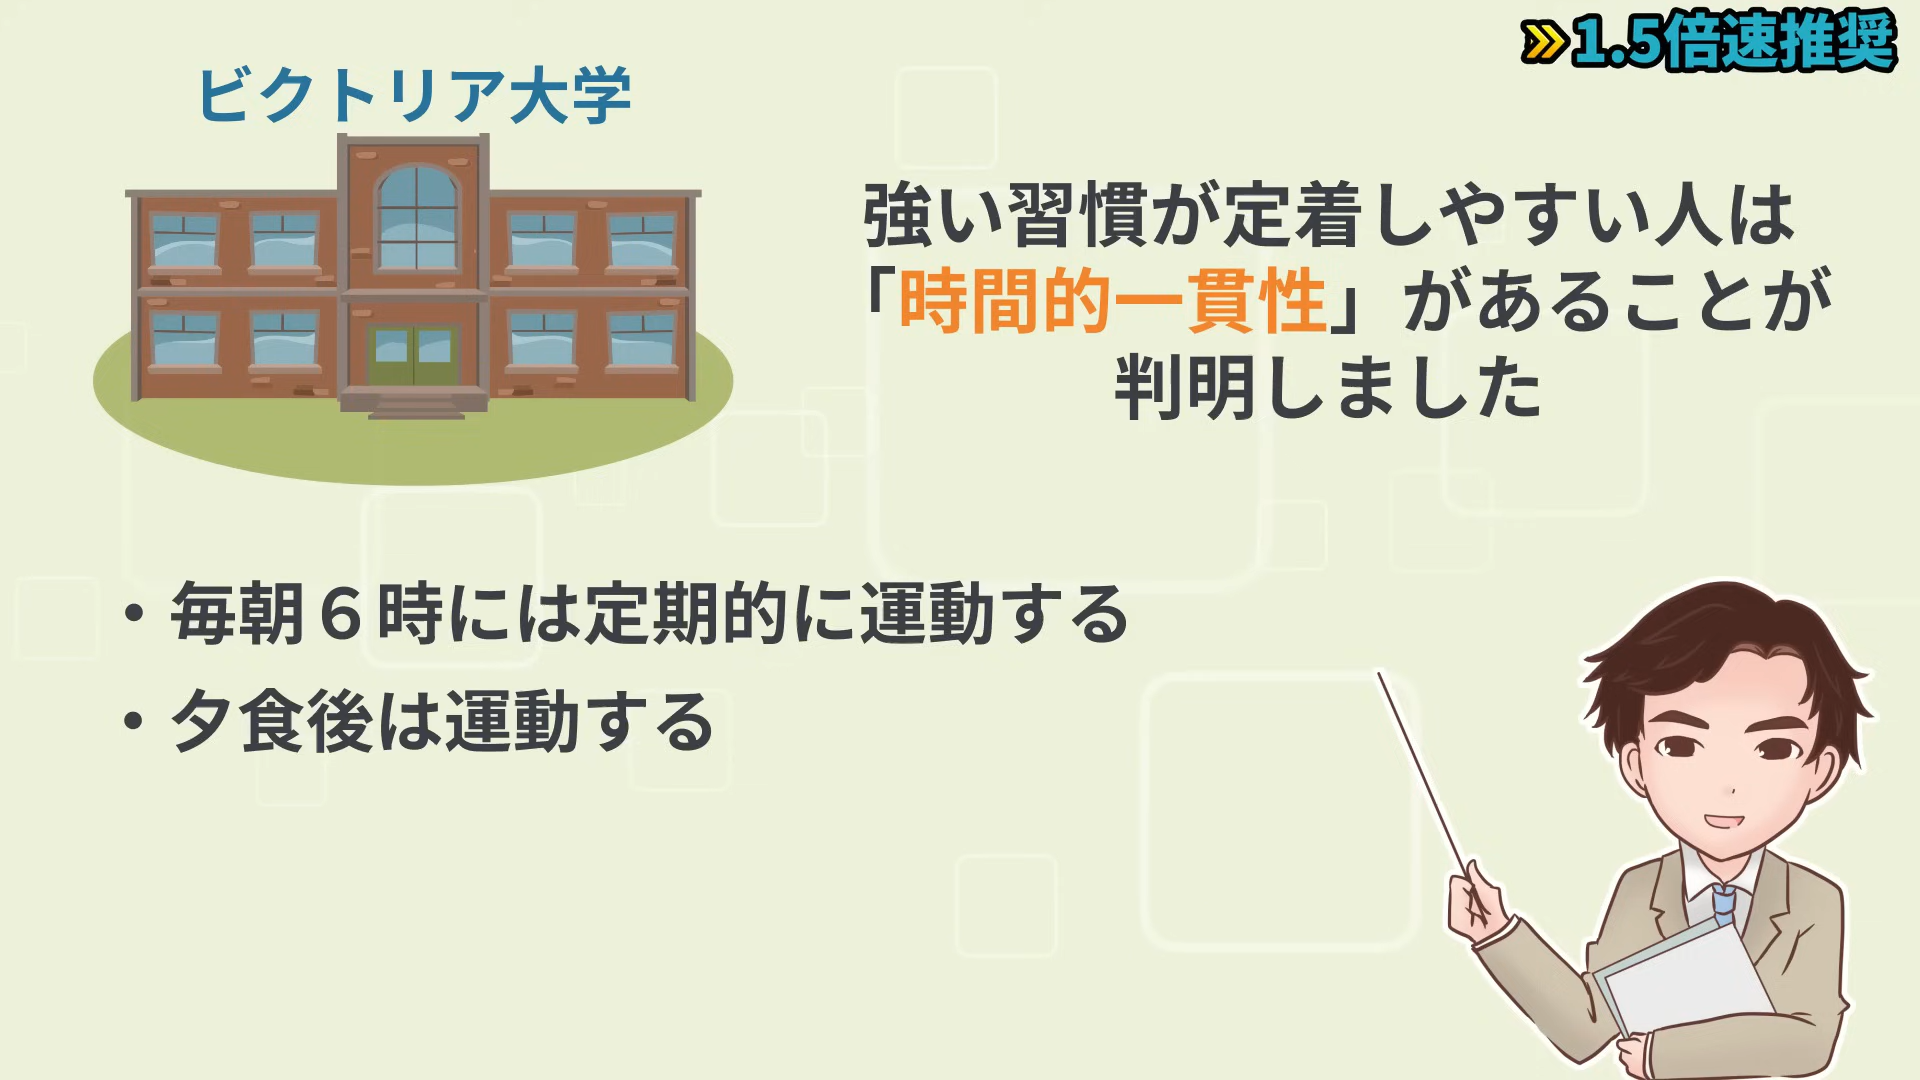 1.5倍速推奨
ビクトリア大学
強い習慣が定着しやすい人は
「時間的一貫性」があることが
判明しました
・毎朝６時には定期的に運動する
・夕食後は運動する